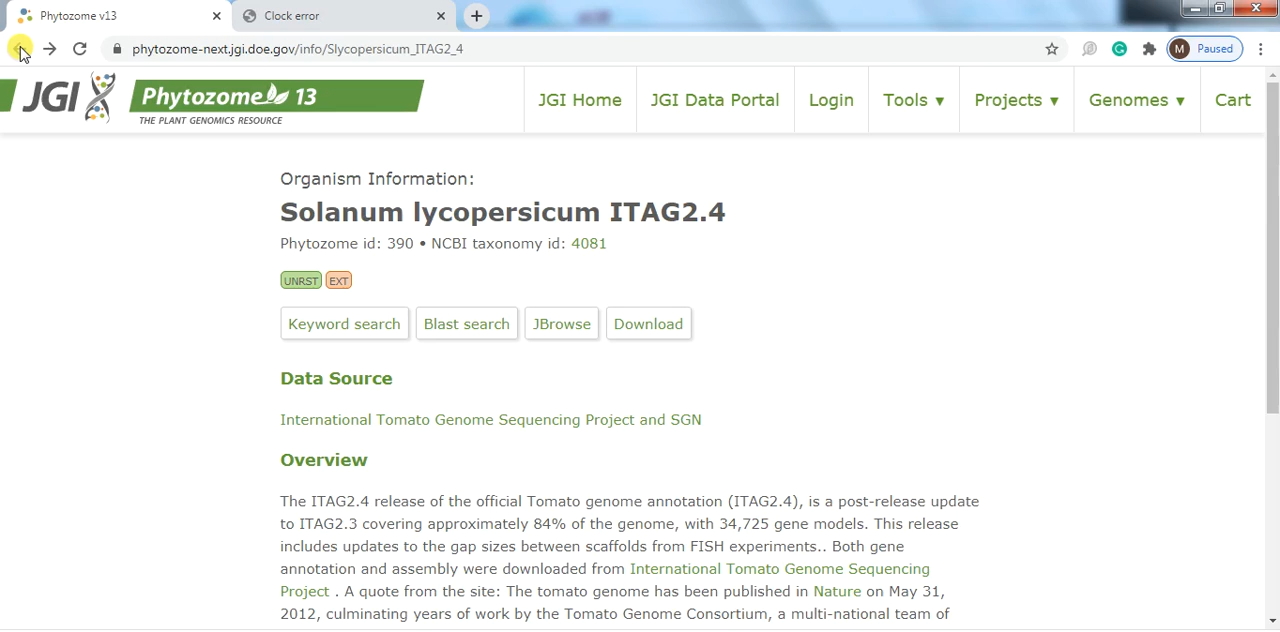 Phytozome v13
Clock error
phytozome-next.jgi.doe.gov/info/Slycopersicum_ITAG2_4
M Paused
JGI Phytozome 13
THE PLANT GENOMICS RESOURCE
JGI Home JGI Data Portal Login Tools ▼ Projects ▼ Genomes ▼ Cart
Organism Information:
Solanum lycopersicum ITAG2.4
Phytozome id: 390 • NCBI taxonomy id: 4081
UNRST EXT
Keyword search Blast search JBrowse Download
Data Source
International Tomato Genome Sequencing Project and SGN
Overview
The ITAG2.4 release of the official Tomato genome annotation (ITAG2.4), is a post-release update
to ITAG2.3 covering approximately 84% of the genome, with 34,725 gene models. This release
includes updates to the gap sizes between scaffolds from FISH experiments.. Both gene
annotation and assembly were downloaded from International Tomato Genome Sequencing
Project . A quote from the site: The tomato genome has been published in Nature on May 31,
2012, culminating years of work by the Tomato Genome Consortium, a multi-national team of